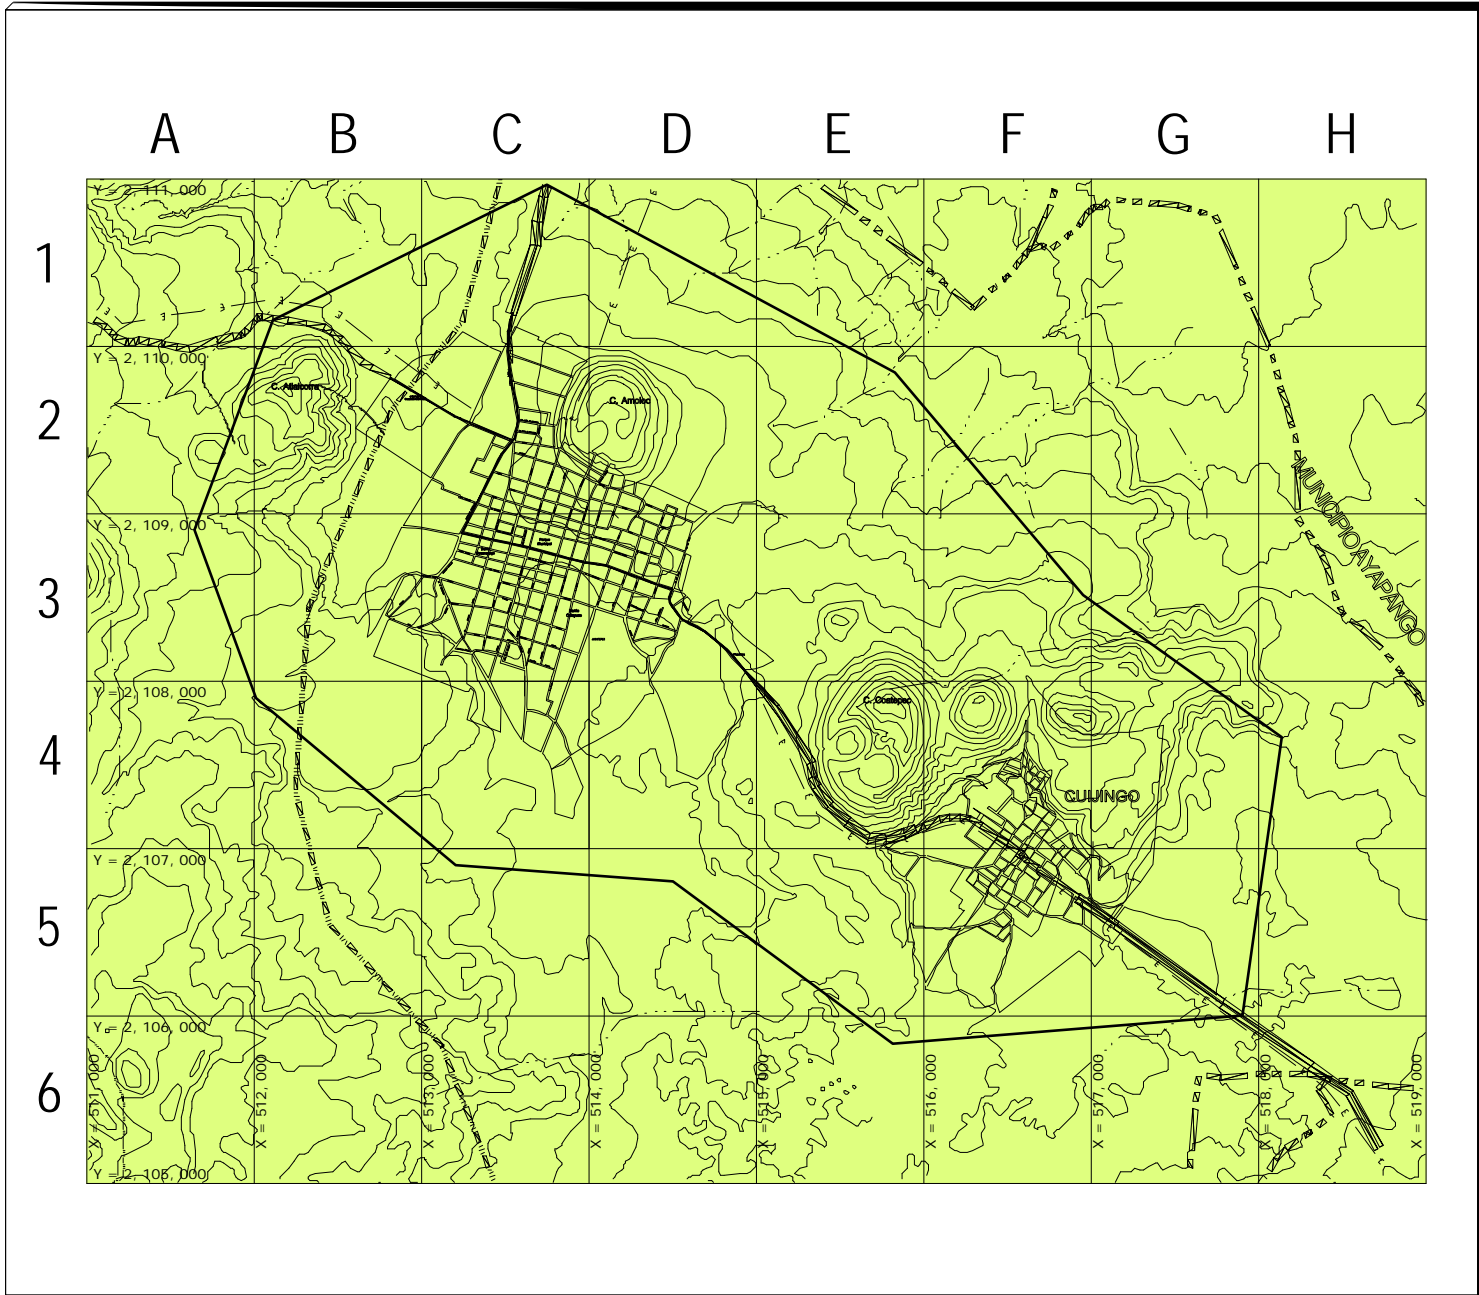 A B C D E F G H
1
Y = 2, 111, 000
2
Y = 2, 110, 000
C. Amolec
3
Y = 2, 109, 000
MUNICIPIO AYAPANGO
4
Y = 2, 108, 000
C. Coatepec
CUIJINGO
5
Y = 2, 107, 000
6
Y = 2, 106, 000
X = 511, 000
X = 512, 000
X = 513, 000
X = 514, 000
X = 515, 000
X = 516, 000
X = 517, 000
X = 518, 000
X = 519, 000
Y = 2, 105, 000